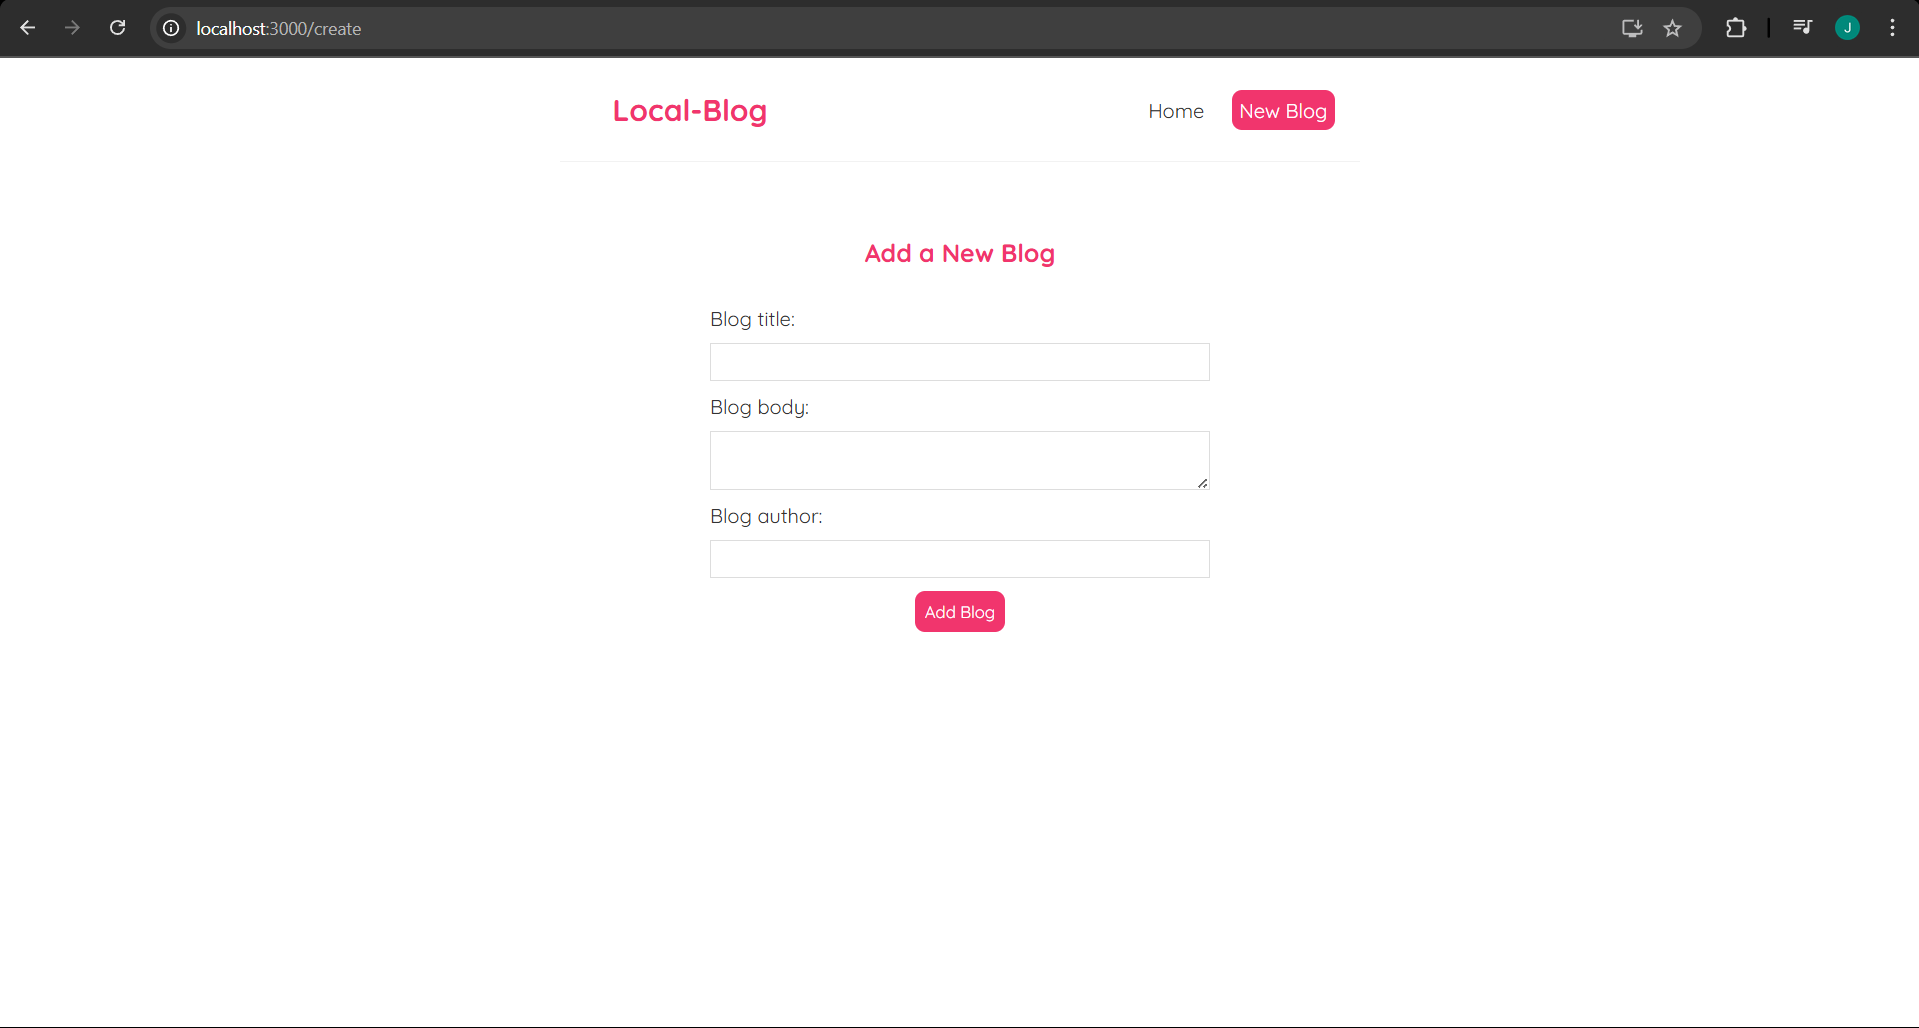 localhost:3000/create
J
Local-Blog
Home
New Blog
Add a New Blog
Blog title:
Blog body:
Blog author:
Add Blog